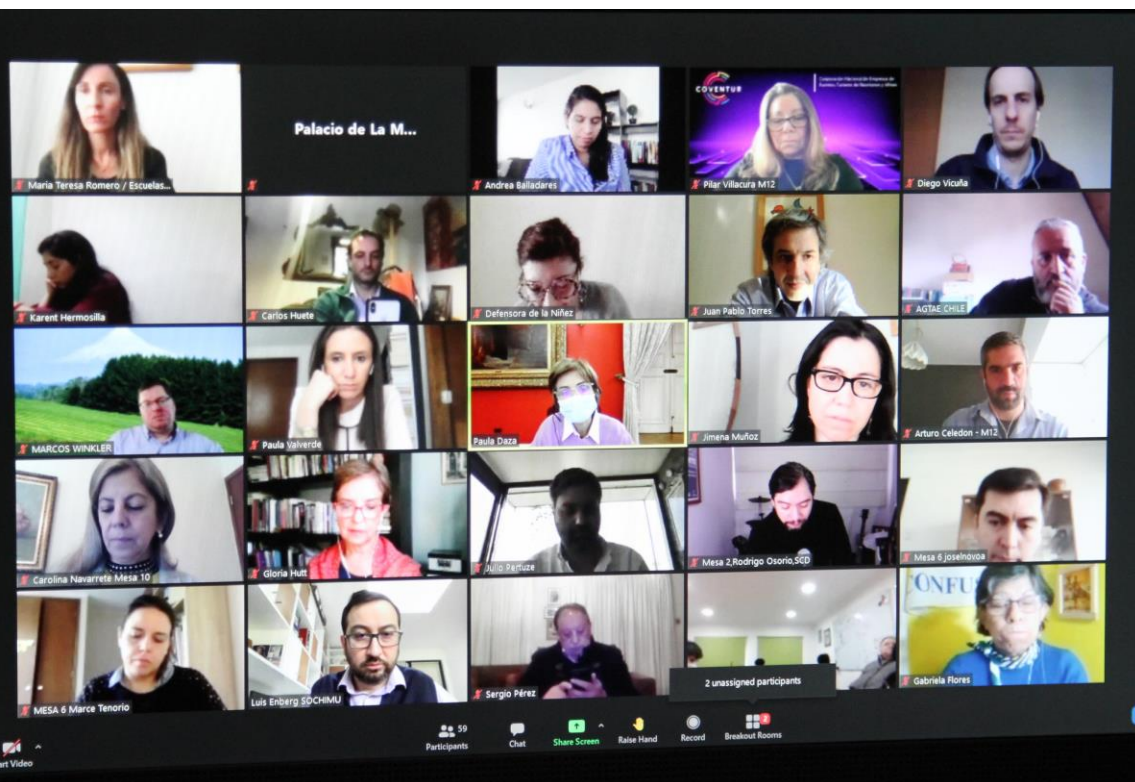 María Teresa Romero / Escuelas...
Palacio de La M...
Andrea Balladares
COVENTUR
Pilar Villacura M12
Diego Vicuña
Karent Hermosilla
Carlos Huete
Defensora de la Niñez
Juan Pablo Torres
AGTAE CHILE
MARCOS WINKLER
Paula Valverde
Paula Daza
Jimena Muñoz
Arturo Celedon - M12
Carolina Navarrete Mesa 10
Gloria Hutt
Julio Pertuze
Mesa 2,Rodrigo Osorio,SCD
Mesa 6 joselnovoa
MESA 6 Marce Tenorio
Luis Enberg SOCHIMU
Sergio Pérez
2 unassigned participants
ONFU
Gabriela Flores
art Video
59
Participants
Chat
Share Screen
Raise Hand
Record
2
Breakout Rooms